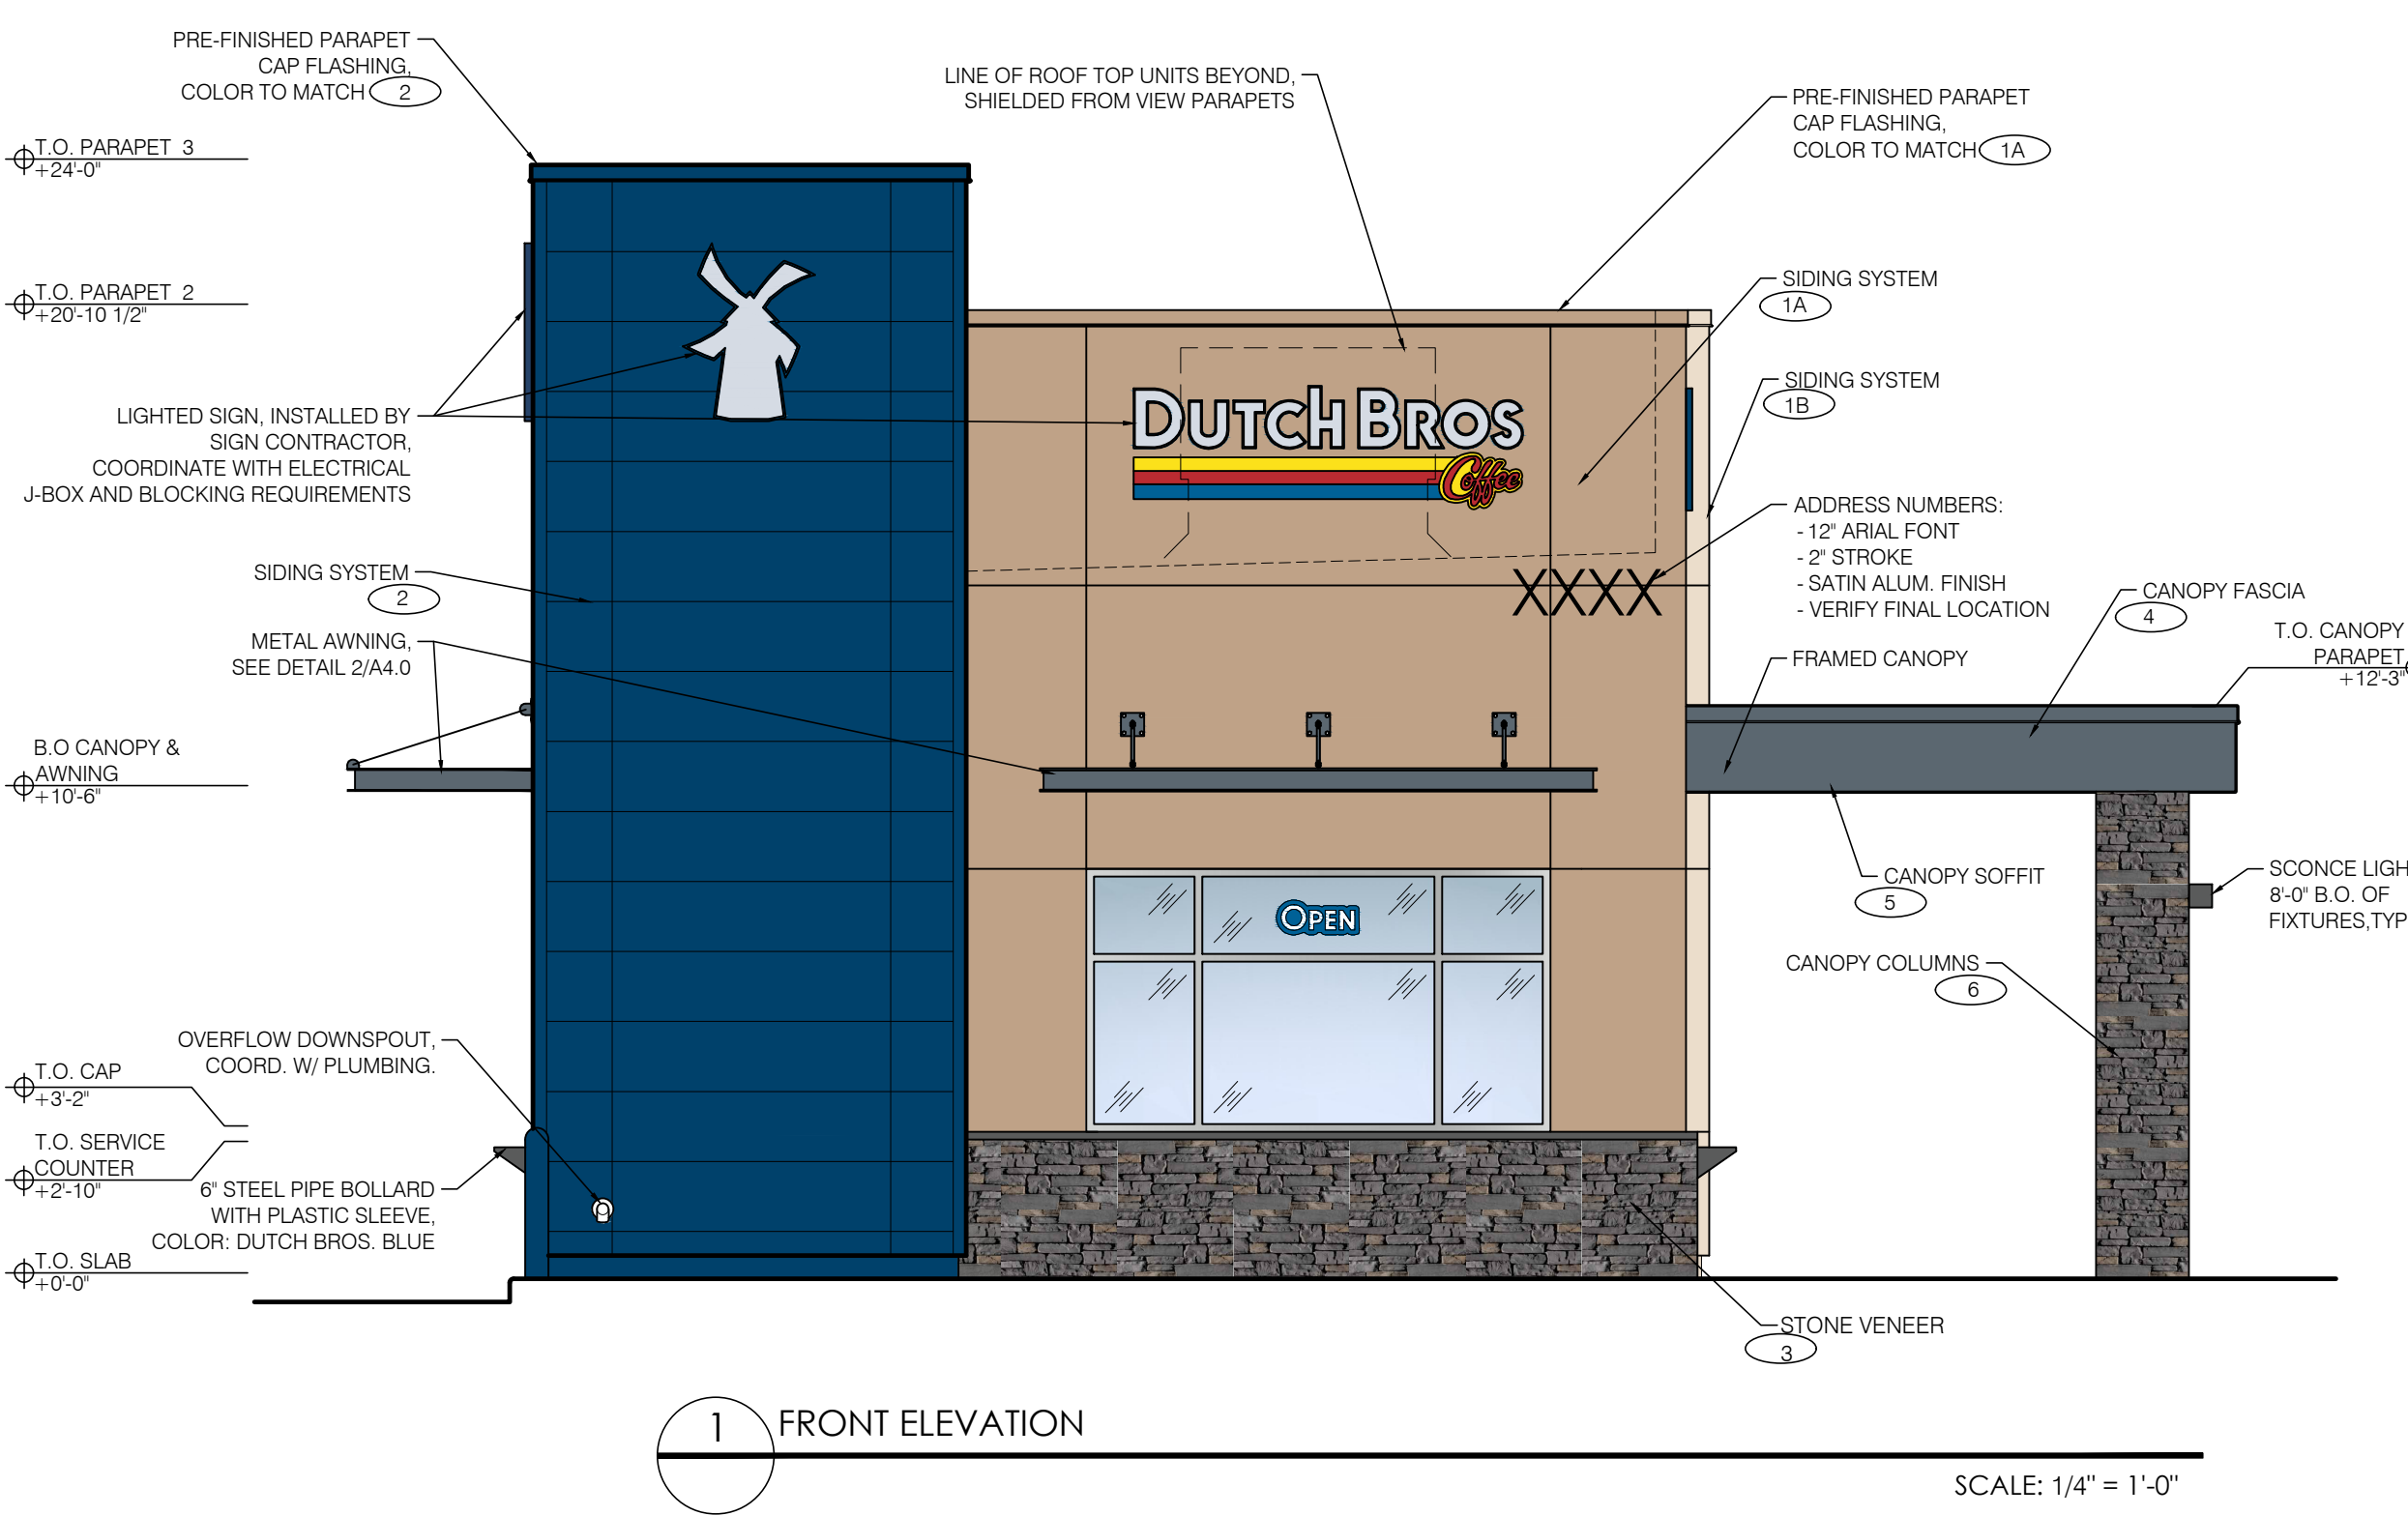 PRE-FINISHED PARAPET
CAP FLASHING,
COLOR TO MATCH 2
LINE OF ROOF TOP UNITS BEYOND,
SHIELDED FROM VIEW PARAPETS
PRE-FINISHED PARAPET
CAP FLASHING,
COLOR TO MATCH 1A
T.O. PARAPET 3
+24'-0"
T.O. PARAPET 2
+20'-10 1/2"
SIDING SYSTEM
1A
SIDING SYSTEM
1B
LIGHTED SIGN, INSTALLED BY
SIGN CONTRACTOR,
COORDINATE WITH ELECTRICAL
J-BOX AND BLOCKING REQUIREMENTS
DUTCH BROS
Coffee
ADDRESS NUMBERS:
- 12" ARIAL FONT
- 2" STROKE
- SATIN ALUM. FINISH
- VERIFY FINAL LOCATION
XXXX
SIDING SYSTEM
2
METAL AWNING,
SEE DETAIL 2/A4.0
CANOPY FASCIA
4
T.O. CANOPY
PARAPET
+12'-3"
FRAMED CANOPY
B.O CANOPY &
AWNING
+10'-6"
CANOPY SOFFIT
5
SCONCE LIGH
8'-0" B.O. OF
FIXTURES,TYP
OPEN
CANOPY COLUMNS
6
OVERFLOW DOWNSPOUT,
COORD. W/ PLUMBING.
T.O. CAP
+3'-2"
T.O. SERVICE
COUNTER
+2'-10"
6" STEEL PIPE BOLLARD
WITH PLASTIC SLEEVE,
COLOR: DUTCH BROS. BLUE
T.O. SLAB
+0'-0"
STONE VENEER
3
1 FRONT ELEVATION
SCALE: 1/4" = 1'-0"